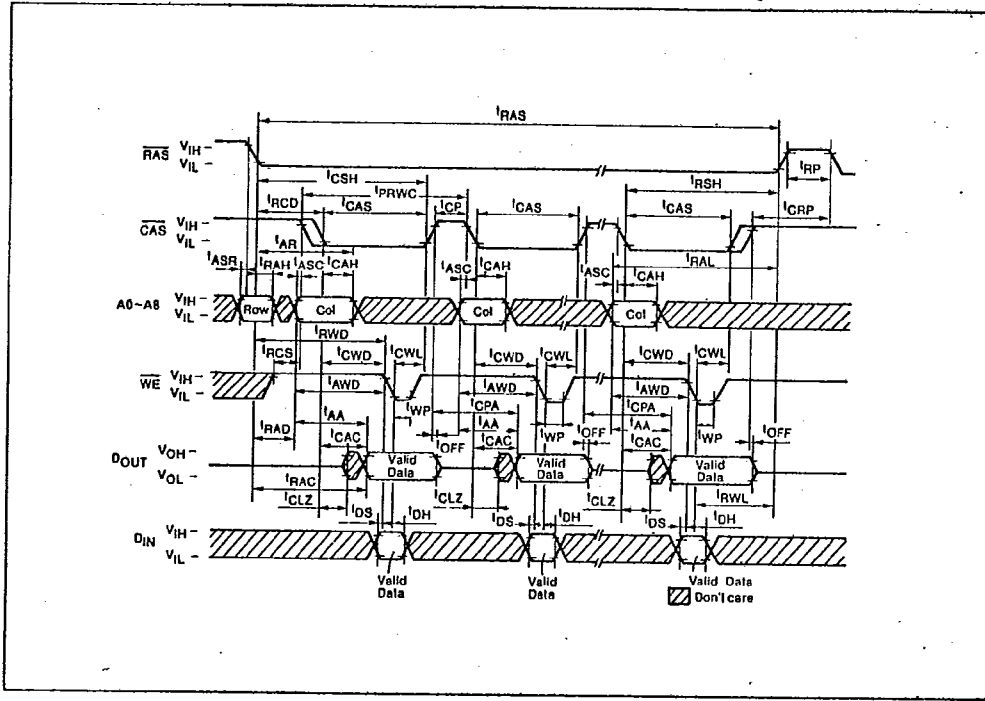 tRAS
RAS VIH VIL
tRP
tCSH
tPRWC
tRSH
tRCD tCAS tCP tCAS tCAS tCRP
CAS VIH VIL
tAR tRAL
tASR tRAH tASC tCAH tASC tCAH tASC tCAH
A0~A8 VIH VIL Row Col Col Col
tRWD
tRCS tCWD tCWL tCWD tCWL tCWD tCWL
WE VIH VIL
tAWD tAWD tAWD
tWP tCPA tWP tCPA tWP
tRAD tAA tAA tAA
tCAC tOFF tCAC tOFF tCAC tOFF
DOUT VOH VOL Valid Data Valid Data Valid Data
tRAC tRWL
tCLZ tCLZ tCLZ
tDS tDH tDS tDH tDS tDH
DIN VIH VIL
Valid Data Valid Data Valid Data
Don't care